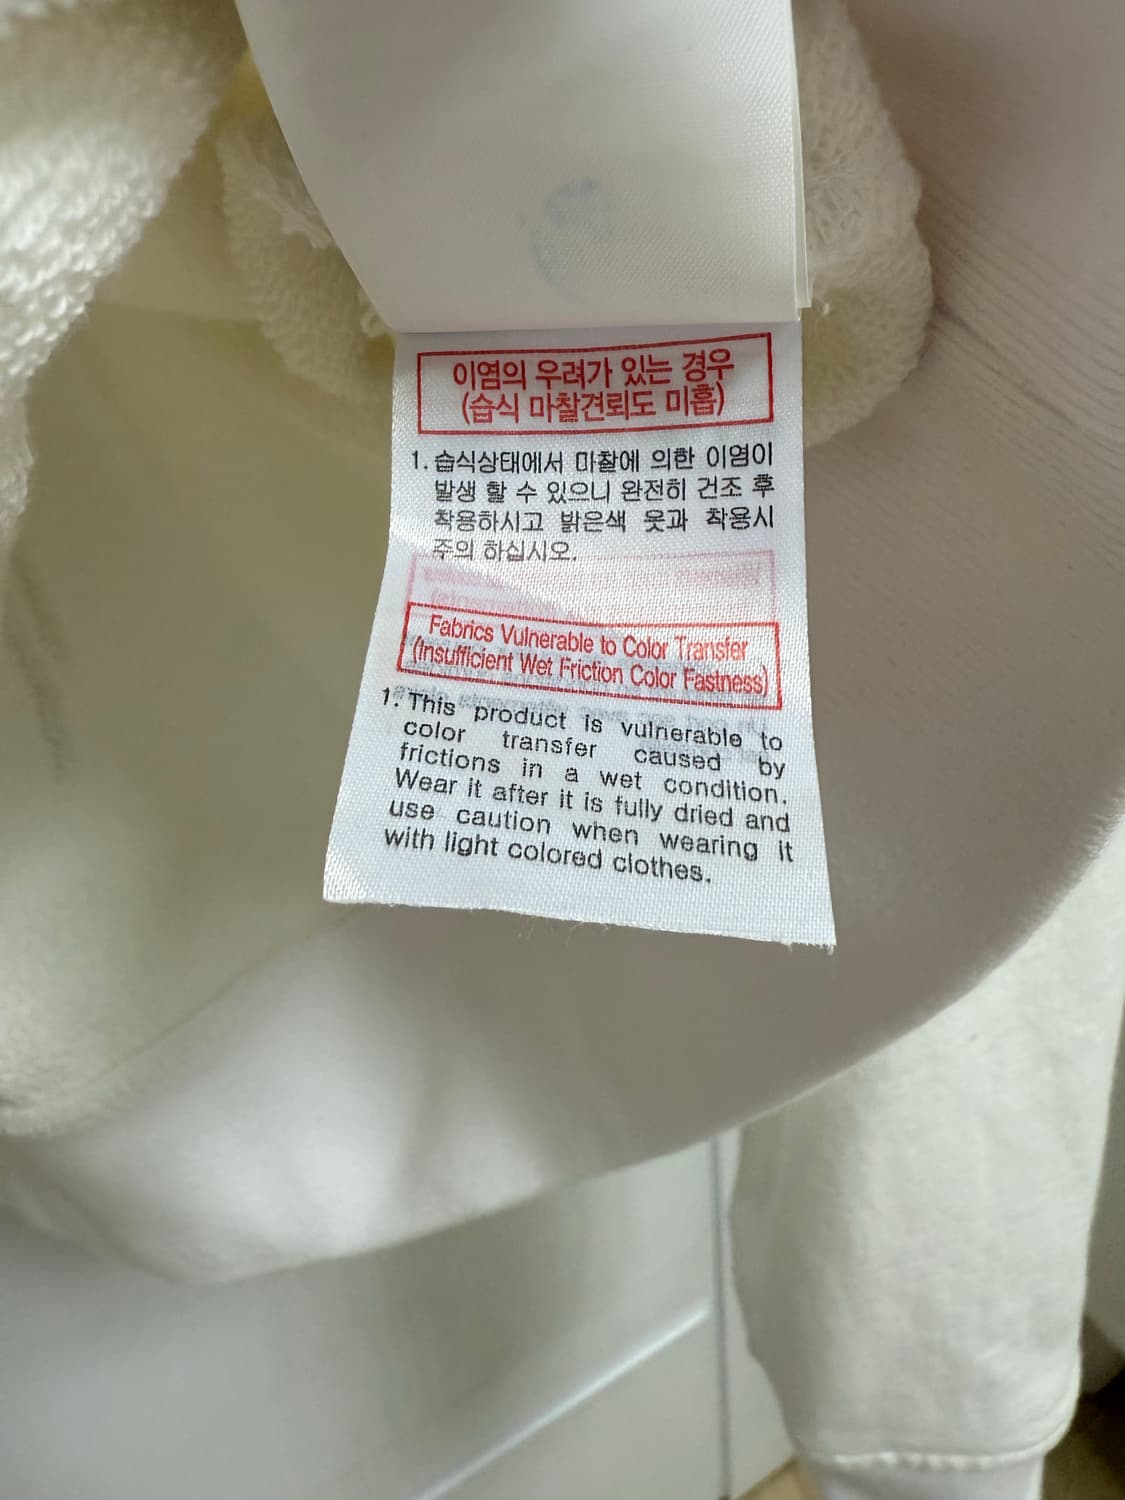 이염의 우려가 있는 경우
(습식 마찰견뢰도 미흡)
1. 습식상태에서 마찰에 의한 이염이
발생 할 수 있으니 완전히 건조 후
착용하시고 밝은색 옷과 착용시
주의 하십시오.
Fabrics Vulnerable to Color Transfer
(Insufficient Wet Friction Color Fastness)
1. This product is vulnerable to
color transfer caused by
frictions in a wet condition.
Wear it after it is fully dried and
use caution when wearing it
with light colored clothes.